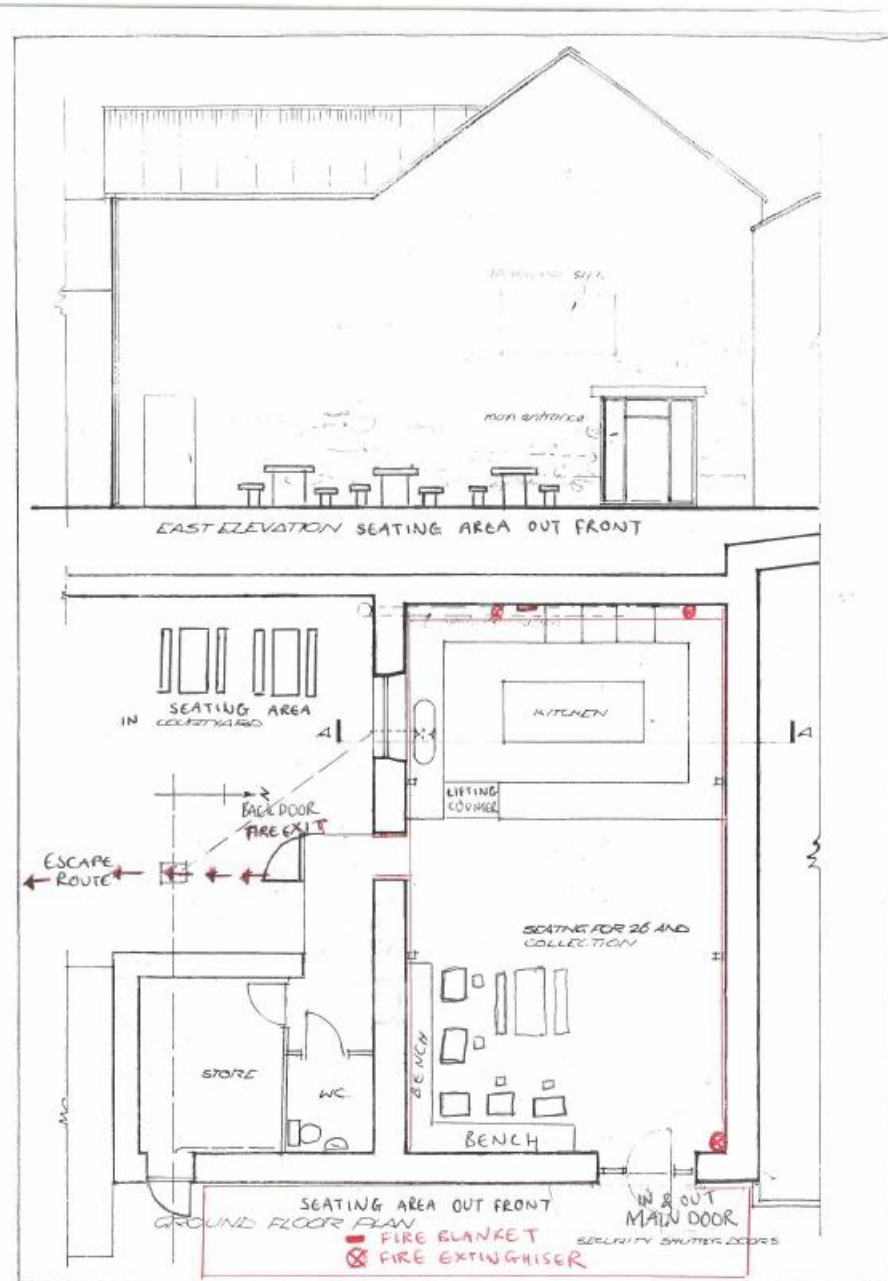 main entrance
EAST ELEVATION SEATING AREA OUT FRONT
SEATING AREA
IN COURTYARD
A
A
KITCHEN
LIFTING
COUNTER
BACK DOOR
FIRE EXIT
ESCAPE
ROUTE
SEATING FOR 26 AND
COLLECTION
BENCH
STORE
WC.
BENCH
SEATING AREA OUT FRONT
GROUND FLOOR PLAN
IN & OUT
MAIN DOOR
SECURITY SHUTTER DOORS
FIRE BLANKET
FIRE EXTINGHISER